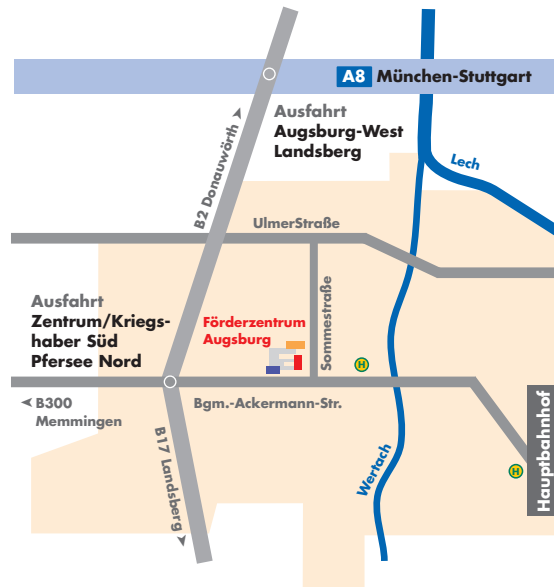 A8 München-Stuttgart
Ausfahrt
Augsburg-West
Landsberg
B2 Donauwörth
Lech
UlmerStraße
Ausfahrt
Zentrum/Kriegs-
haber Süd
Pfersee Nord
Förderzentrum
Augsburg
Sommestraße
H
B300
Memmingen
Bgm.-Ackermann-Str.
B17 Landsberg
Wertach
H
Hauptbahnhof